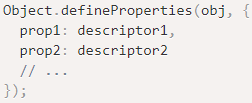 Object.defineProperties(obj, {
  prop1: descriptor1,
  prop2: descriptor2
  // ...
});